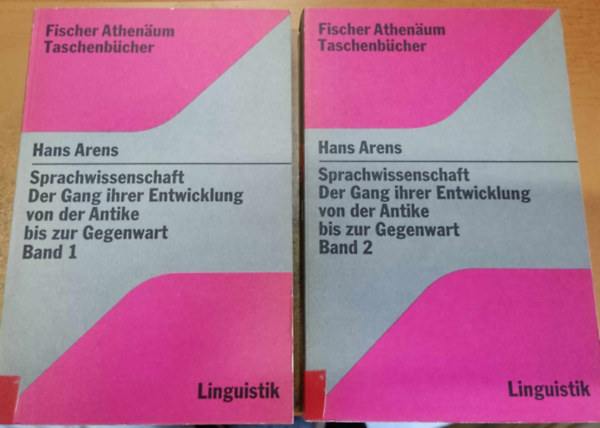 Fischer Athenäum
Taschenbücher
Hans Arens
Sprachwissenschaft
Der Gang ihrer Entwicklung
von der Antike
bis zur Gegenwart
Band 1
Linguistik
Fischer Athenäum
Taschenbücher
Hans Arens
Sprachwissenschaft
Der Gang ihrer Entwicklung
von der Antike
bis zur Gegenwart
Band 2
Linguistik